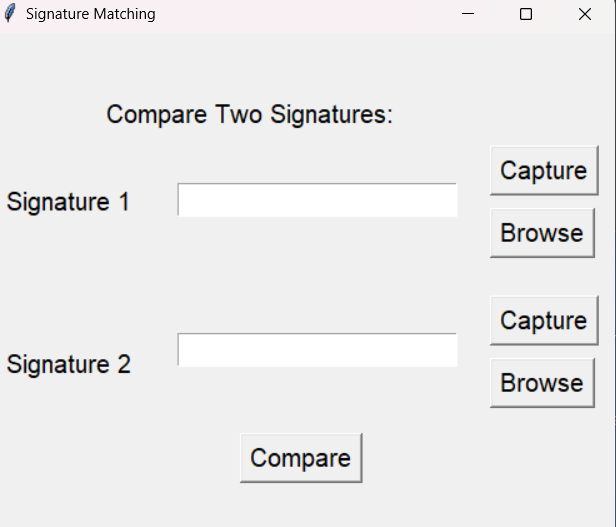 Signature Matching
Compare Two Signatures:
Capture
Signature 1
Browse
Capture
Signature 2
Browse
Compare